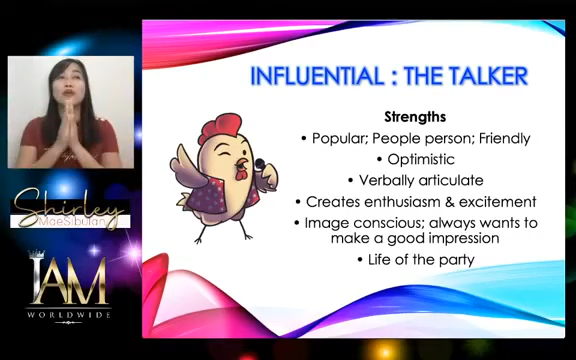 INFLUENTIAL : THE TALKER
Strengths
• Popular; People person; Friendly
• Optimistic
• Verbally articulate
• Creates enthusiasm & excitement
• Image conscious; always wants to
make a good impression
• Life of the party
Shirley
MaeSibulan
IAM
WORLDWIDE